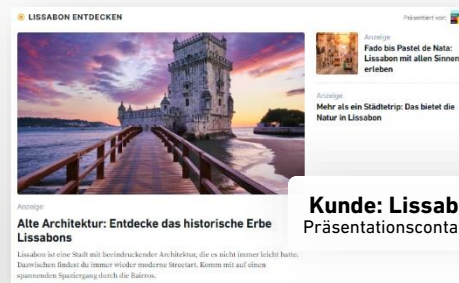 LISSABON ENTDECKEN
Präsentiert von:
Anzeige
Fado bis Pastel de Nata:
Lissabon mit allen Sinnen
erleben
Anzeige
Mehr als ein Städtetrip: Das bietet die
Natur in Lissabon
Anzeige
Alte Architektur: Entdecke das historische Erbe
Lissabons
Lissabon ist eine Stadt mit beeindruckender Architektur, die es nicht immer leicht hatte.
Dazwischen findest du immer wieder moderne Streetart. Komm mit auf einen
spannenden Spaziergang durch die Bairros.
Kunde: Lissab
Präsentationsconta